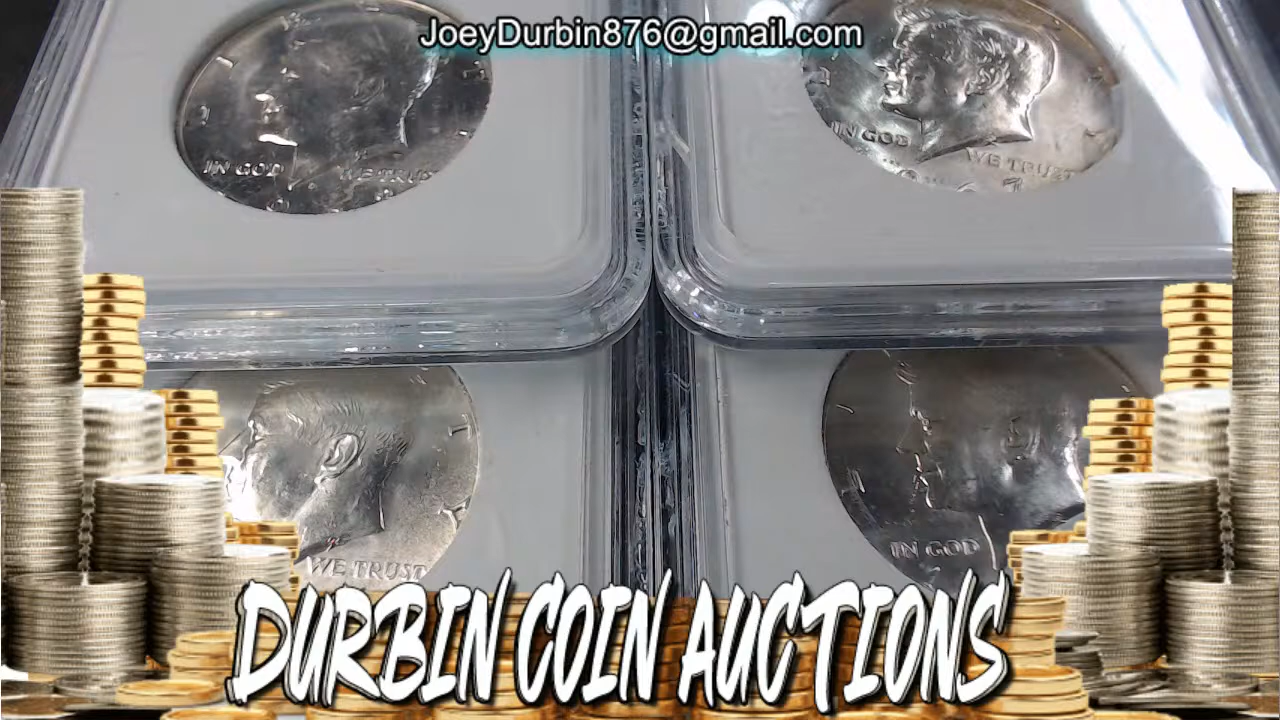 JoeyDurbin876@gmail.com
IN GOD WE TRUST
IN GOD WE TRUST
WE TRUST
IN GOD
DURBIN COIN AUCTIONS